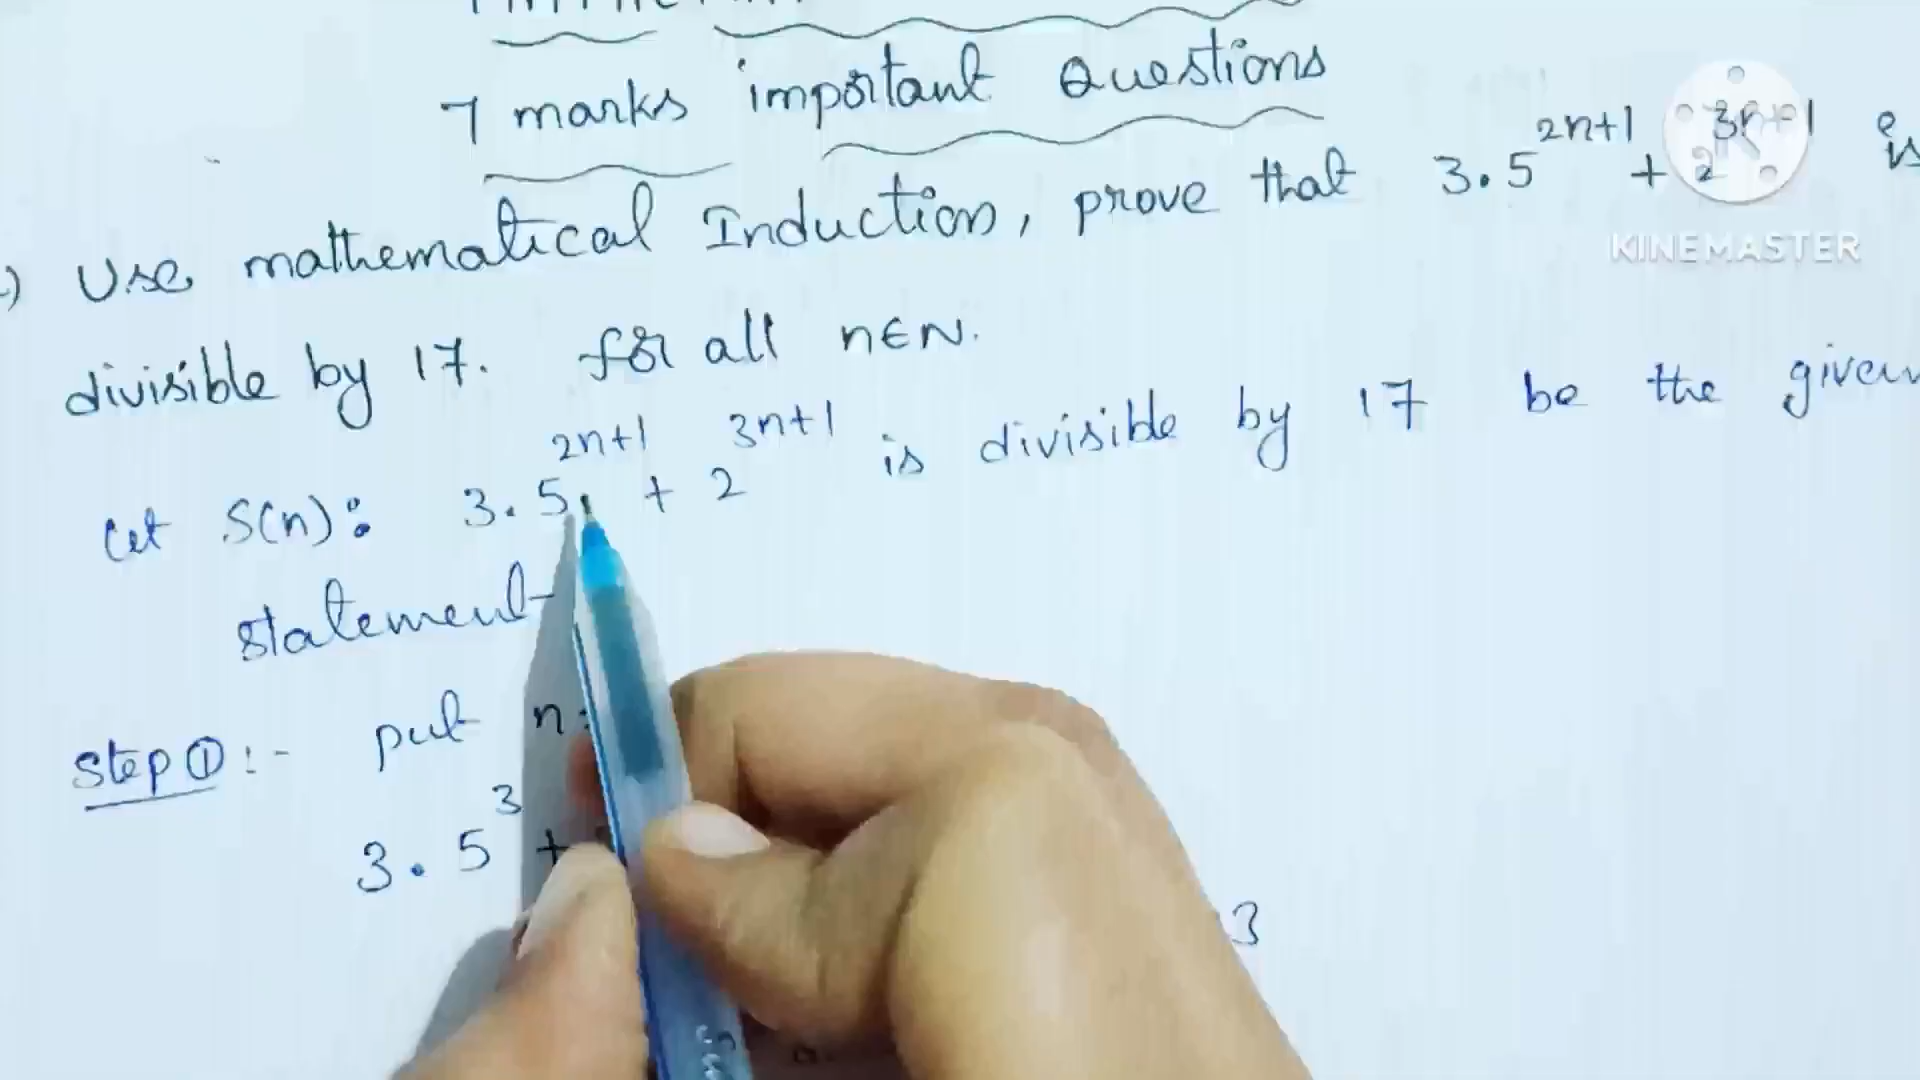 7 marks important Questions
Use mathematical Induction, prove that 3.5^{2n+1} + 2^{3n+1} is
divisible by 17. for all n∈N.
Let S(n): 3.5^{2n+1} + 2^{3n+1} is divisible by 17 be the given
statement
Step ①:- put n
3.5^3 +
3
KINEMASTER